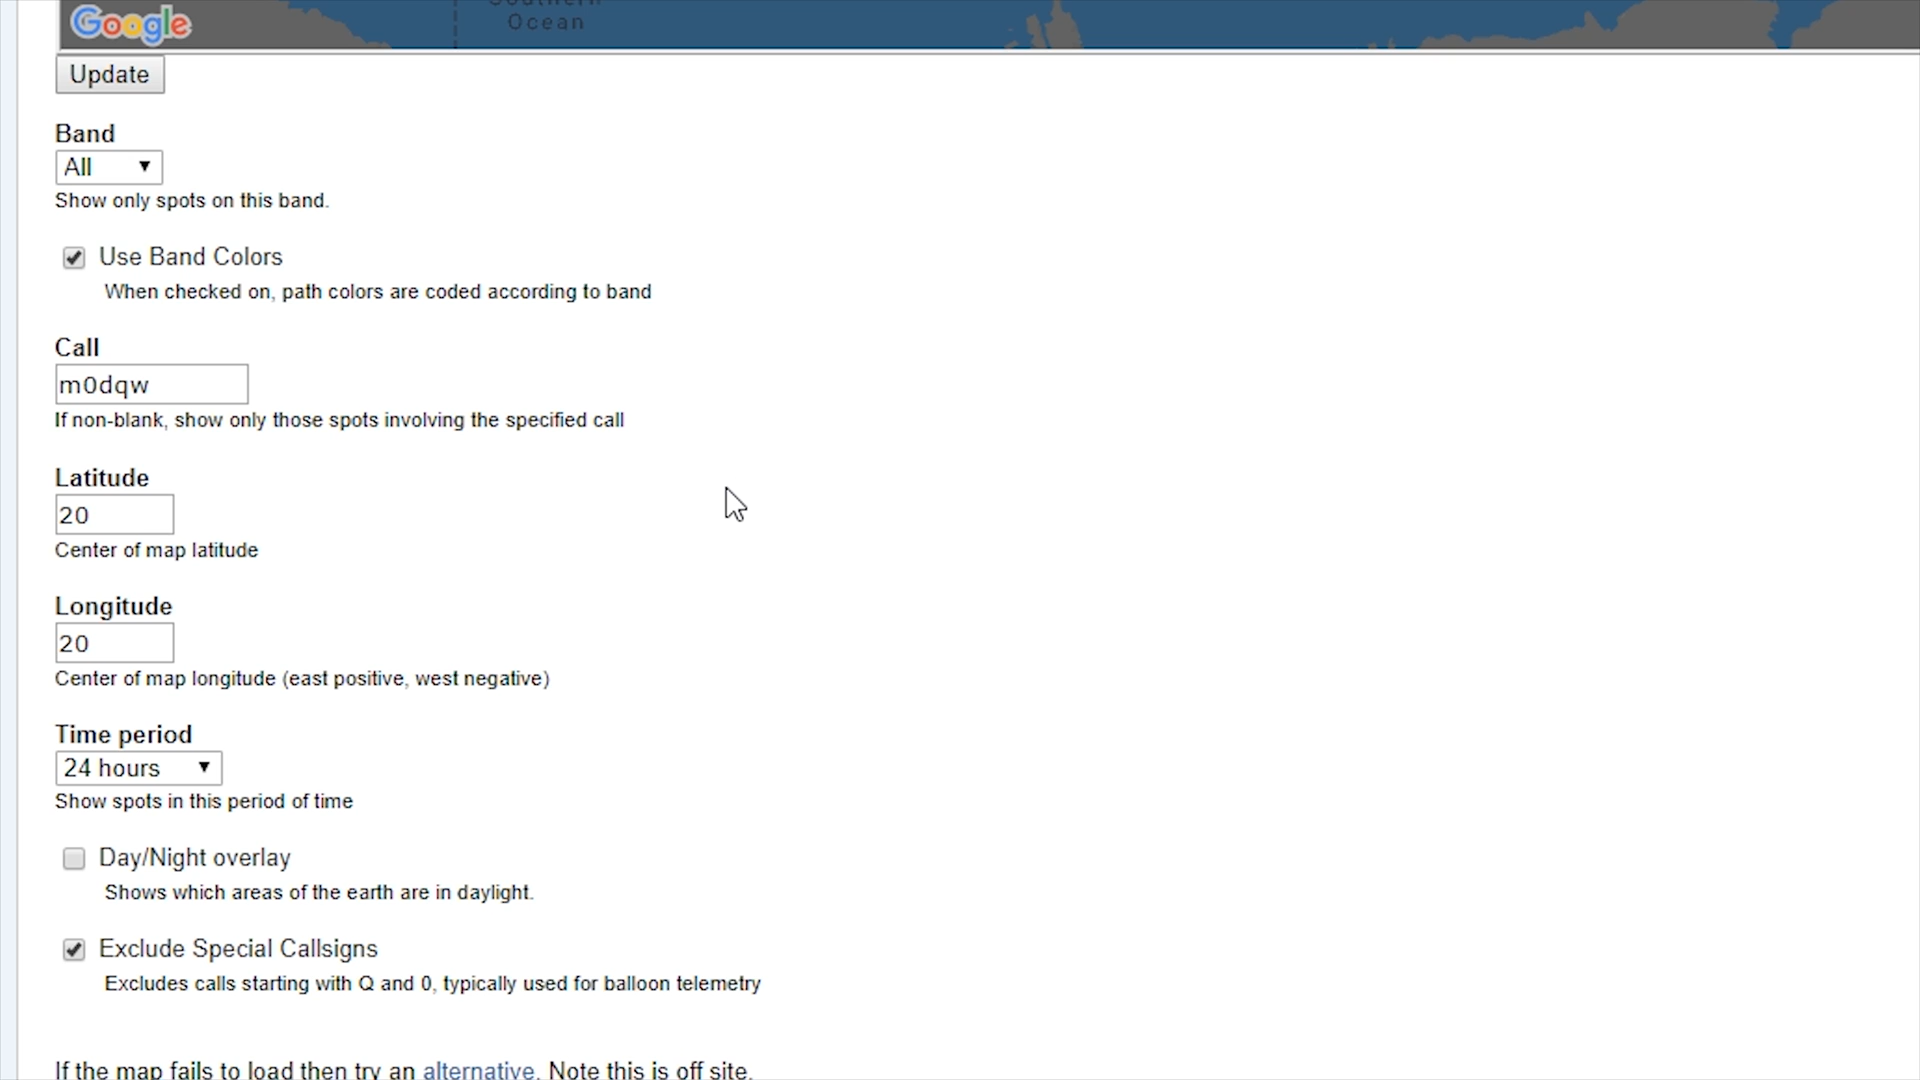 Southern
Ocean
Google
Update
Band
All
Show only spots on this band.
Use Band Colors
When checked on, path colors are coded according to band
Call
m0dqw
If non-blank, show only those spots involving the specified call
Latitude
20
Center of map latitude
Longitude
20
Center of map longitude (east positive, west negative)
Time period
24 hours
Show spots in this period of time
Day/Night overlay
Shows which areas of the earth are in daylight.
Exclude Special Callsigns
Excludes calls starting with Q and 0, typically used for balloon telemetry
If the map fails to load then try an alternative. Note this is off site.